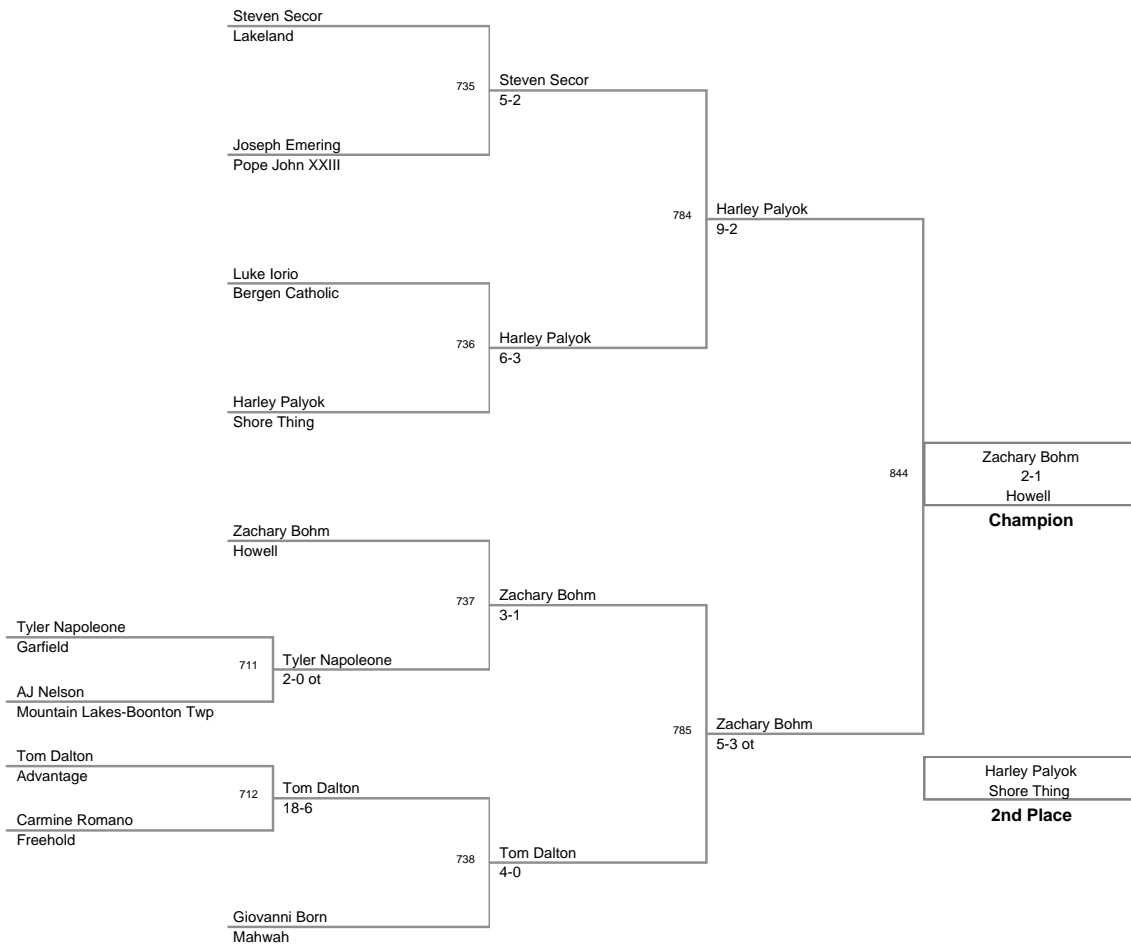 Steven Secor
Lakeland
735
Steven Secor
5-2
Joseph Emering
Pope John XXIII
784
Harley Palyok
9-2
Luke Iorio
Bergen Catholic
736
Harley Palyok
6-3
Harley Palyok
Shore Thing
844
Zachary Bohm
2-1
Howell
Champion
Zachary Bohm
Howell
737
Zachary Bohm
3-1
Tyler Napoleone
Garfield
711
Tyler Napoleone
2-0 ot
AJ Nelson
Mountain Lakes-Boonton Twp
785
Zachary Bohm
5-3 ot
Tom Dalton
Advantage
712
Tom Dalton
18-6
Carmine Romano
Freehold
738
Tom Dalton
4-0
Giovanni Born
Mahwah
Harley Palyok
Shore Thing
2nd Place